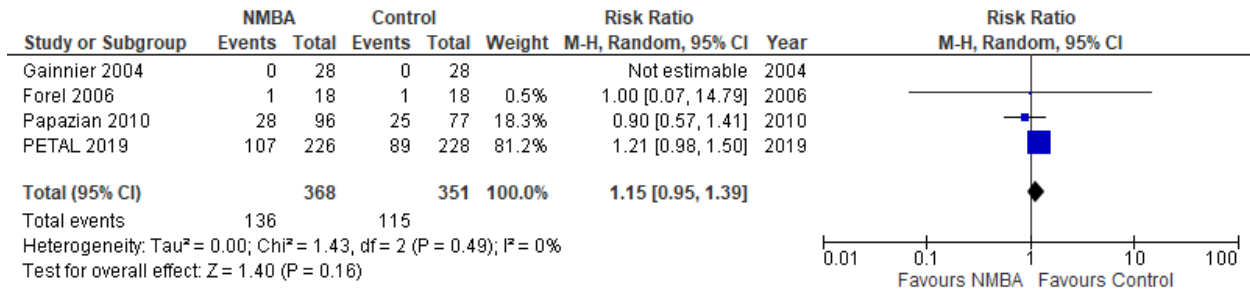 NMBA Control Risk Ratio Risk Ratio
Study or Subgroup Events Total Events Total Weight M-H, Random, 95% CI Year M-H, Random, 95% CI
Gainnier 2004 0 28 0 28 Not estimable 2004
Forel 2006 1 18 1 18 0.5% 1.00 [0.07, 14.79] 2006
Papazian 2010 28 96 25 77 18.3% 0.90 [0.57, 1.41] 2010
PETAL 2019 107 226 89 228 81.2% 1.21 [0.98, 1.50] 2019
Total (95% CI) 368 351 100.0% 1.15 [0.95, 1.39]
Total events 136 115
Heterogeneity: Tau² = 0.00; Chi² = 1.43, df = 2 (P = 0.49); I² = 0%
Test for overall effect: Z = 1.40 (P = 0.16)
0.01 0.1 1 10 100
Favours NMBA Favours Control